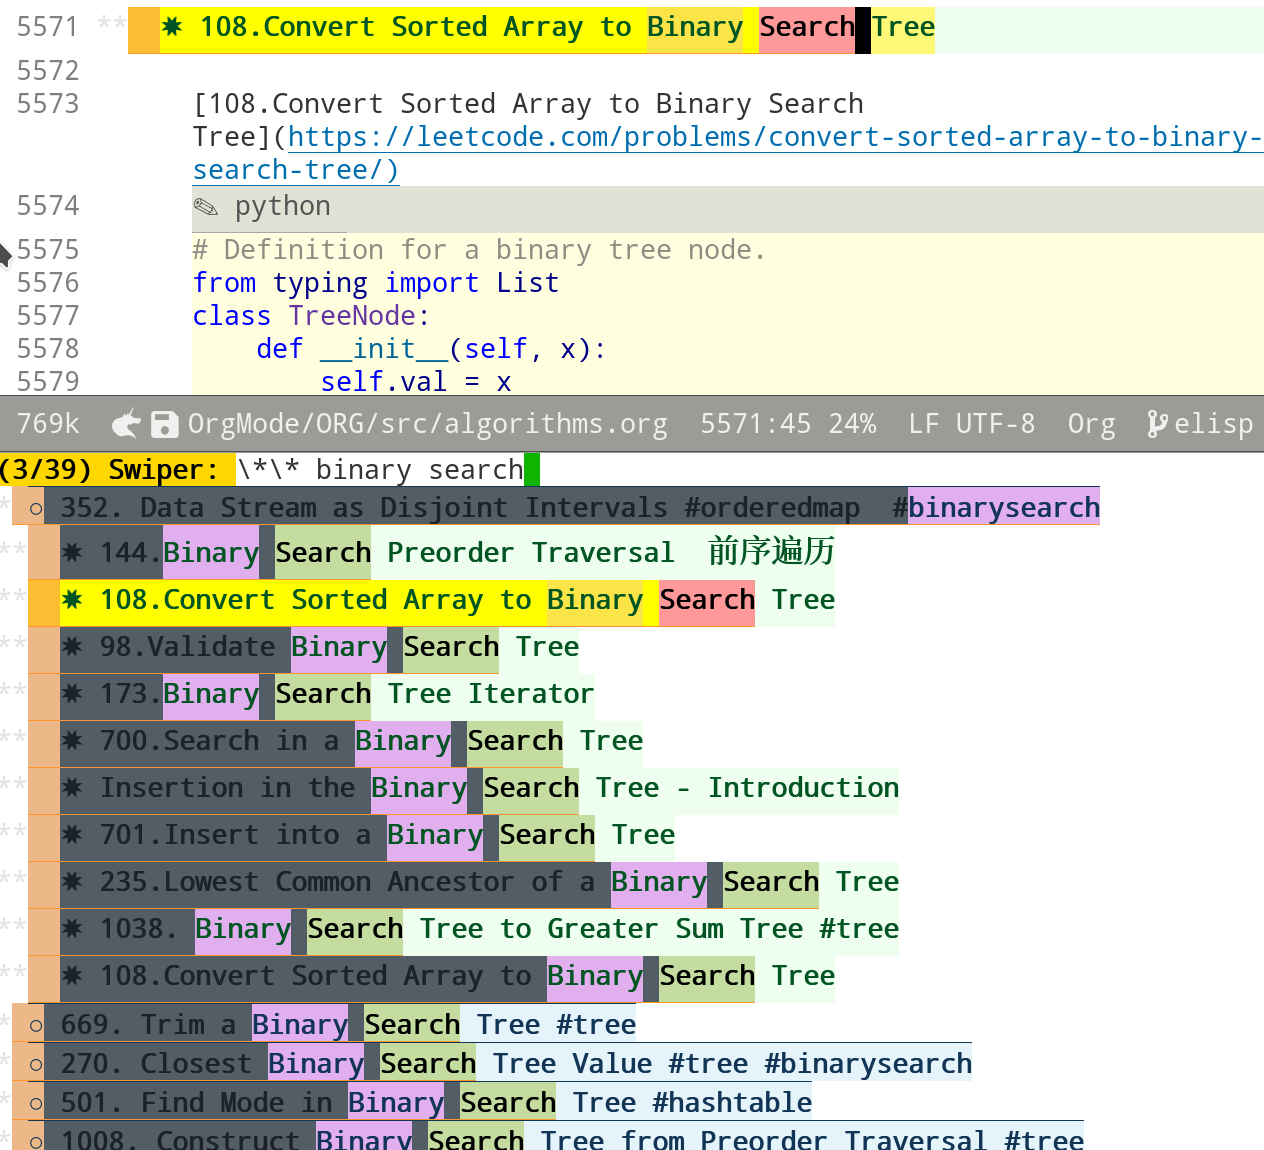 5571 ** ✸ 108.Convert Sorted Array to Binary Search Tree
5572
5573 [108.Convert Sorted Array to Binary Search
Tree](https://leetcode.com/problems/convert-sorted-array-to-binary-
search-tree/)
5574 ✎ python
5575 # Definition for a binary tree node.
5576 from typing import List
5577 class TreeNode:
5578 def __init__(self, x):
5579 self.val = x
769k OrgMode/ORG/src/algorithms.org 5571:45 24% LF UTF-8 Org elisp
(3/39) Swiper: \*\* binary search
* ○ 352. Data Stream as Disjoint Intervals #orderedmap #binarysearch
** ✸ 144.Binary Search Preorder Traversal 前序遍历
** ✸ 108.Convert Sorted Array to Binary Search Tree
** ✸ 98.Validate Binary Search Tree
** ✸ 173.Binary Search Tree Iterator
** ✸ 700.Search in a Binary Search Tree
** ✸ Insertion in the Binary Search Tree - Introduction
** ✸ 701.Insert into a Binary Search Tree
** ✸ 235.Lowest Common Ancestor of a Binary Search Tree
** ✸ 1038. Binary Search Tree to Greater Sum Tree #tree
** ✸ 108.Convert Sorted Array to Binary Search Tree
* ○ 669. Trim a Binary Search Tree #tree
* ○ 270. Closest Binary Search Tree Value #tree #binarysearch
* ○ 501. Find Mode in Binary Search Tree #hashtable
* ○ 1008. Construct Binary Search Tree from Preorder Traversal #tree